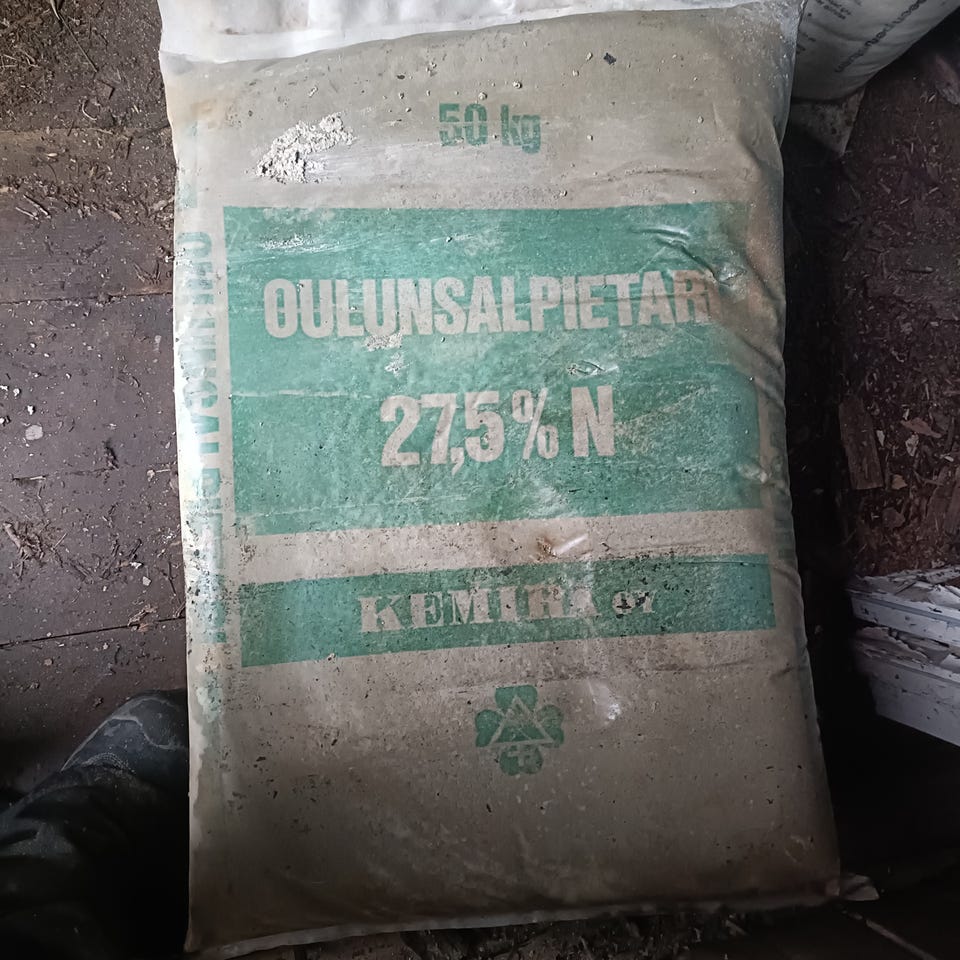 50 kg
OULUNSALPIETARI
27,5% N
KEMIRA OY